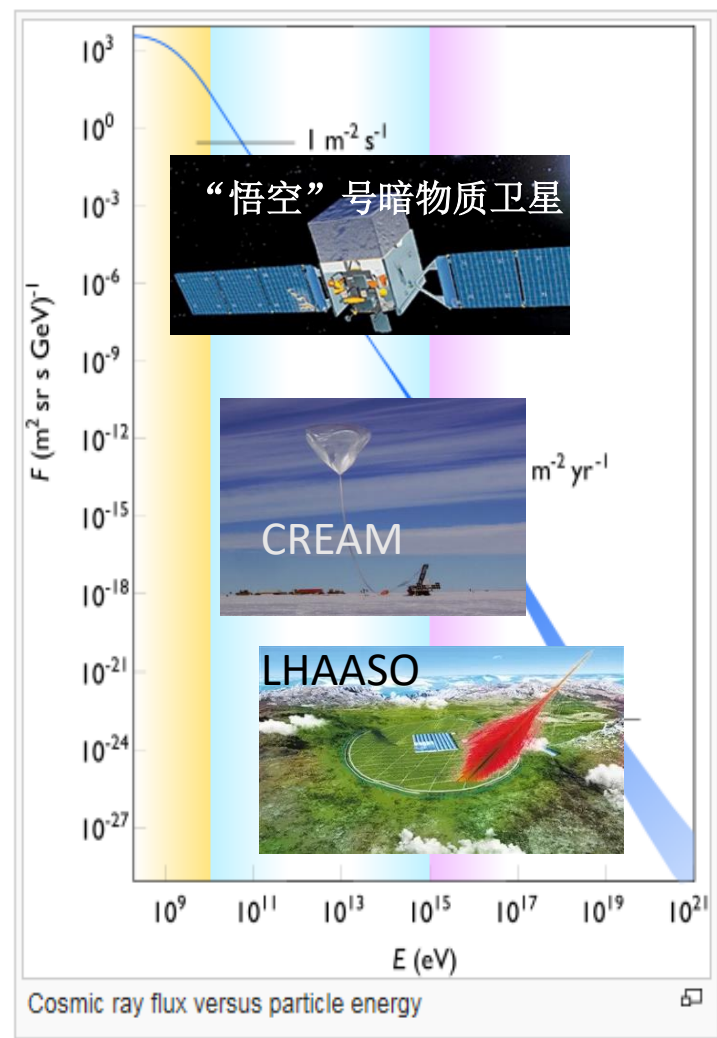 10³
10⁰
1 m⁻² s⁻¹
10⁻³
“悟空”号暗物质卫星
10⁻⁶
10⁻⁹
F (m² sr s GeV)⁻¹
10⁻¹²
m⁻² yr⁻¹
10⁻¹⁵
CREAM
10⁻¹⁸
10⁻²¹
LHAASO
10⁻²⁴
10⁻²⁷
10⁹ 10¹¹ 10¹³ 10¹⁵ 10¹⁷ 10¹⁹ 10²¹
E (eV)
Cosmic ray flux versus particle energy